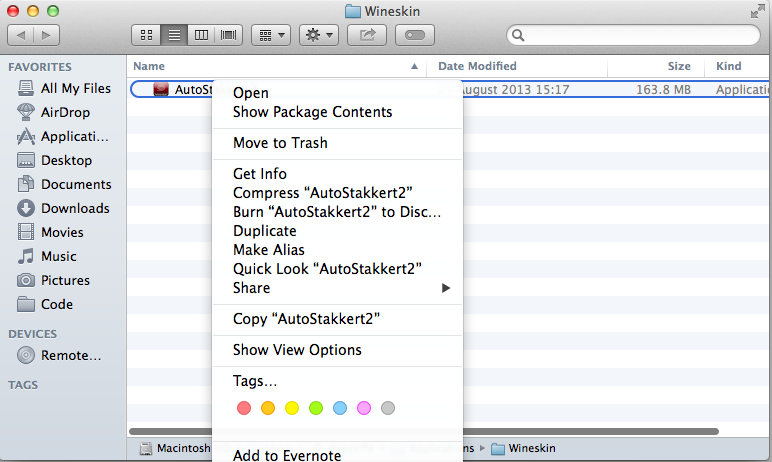 Wineskin
FAVORITES
All My Files
AirDrop
Applicati...
Desktop
Documents
Downloads
Movies
Music
Pictures
Code
DEVICES
Remote...
TAGS
Name Date Modified Size Kind
AutoSt August 2013 15:17 163.8 MB Applicatio
Open
Show Package Contents
Move to Trash
Get Info
Compress “AutoStakkert2”
Burn “AutoStakkert2” to Disc...
Duplicate
Make Alias
Quick Look “AutoStakkert2”
Share
Copy “AutoStakkert2”
Show View Options
Tags...
Add to Evernote
Macintosh Wineskin